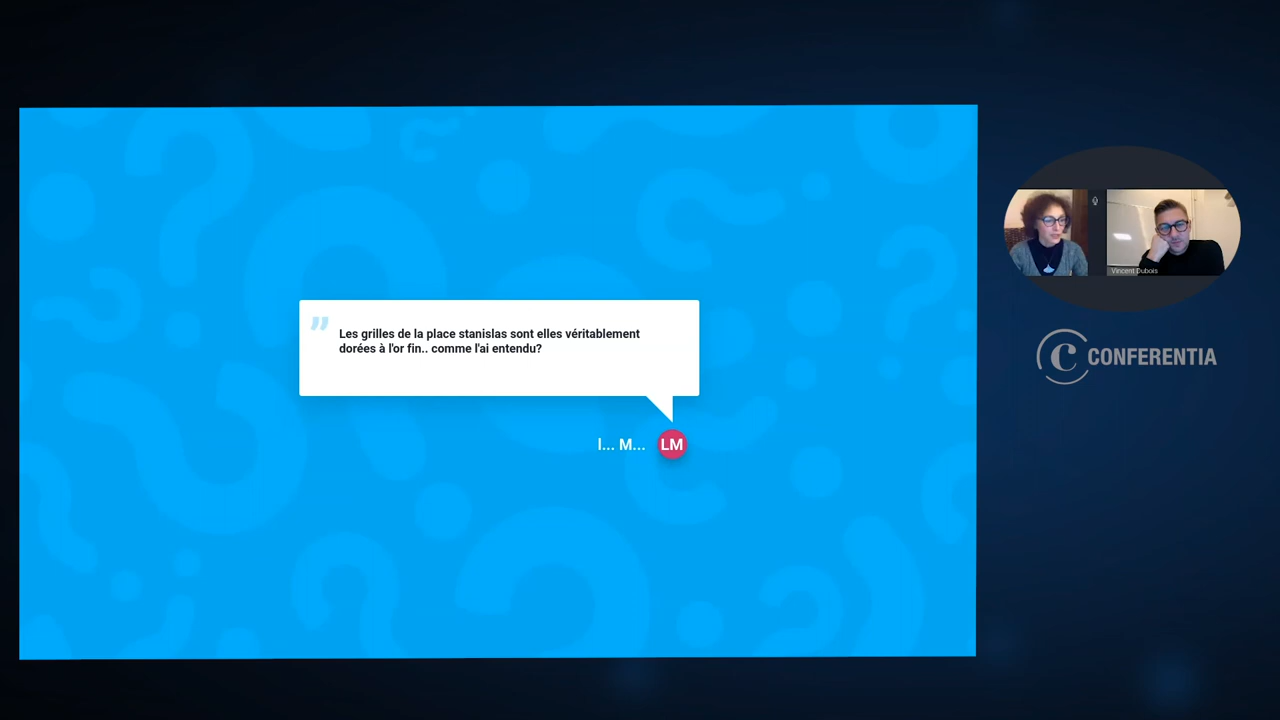 ”
Les grilles de la place stanislas sont elles véritablement
dorées à l'or fin.. comme l'ai entendu?
l... M...
LM
Vincent Dubois
C CONFERENTIA